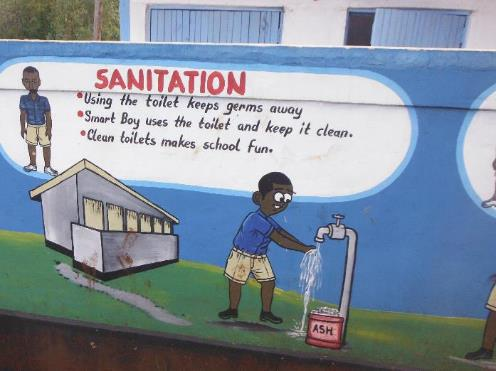 SANITATION
•Using the toilet keeps germs away
•Smart Boy uses the toilet and keep it clean.
•Clean toilets makes school fun.
ASH